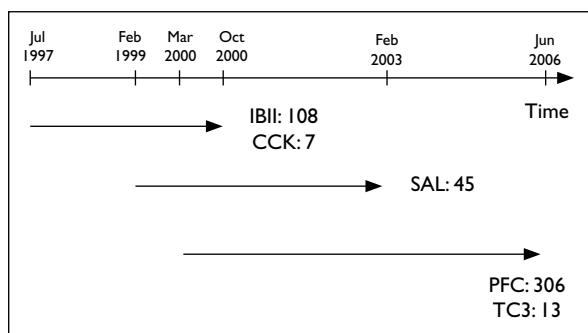 Jul 1997
Feb 1999
Mar 2000
Oct 2000
Feb 2003
Jun 2006
Time
IBII: 108
CCK: 7
SAL: 45
PFC: 306
TC3: 13